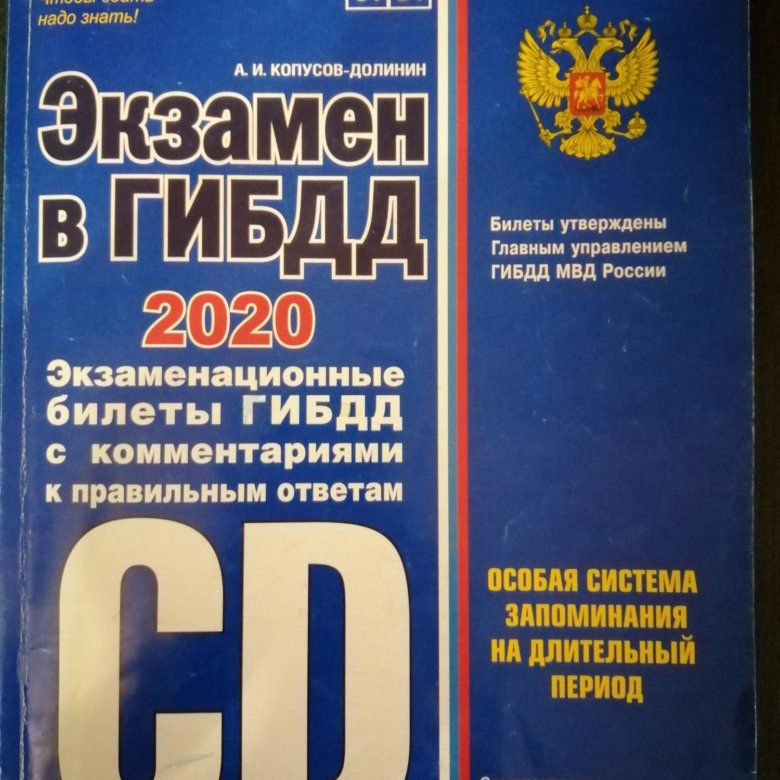 надо знать!
А. И. КОПУСОВ-ДОЛИНИН
Экзамен
в ГИБДД
2020
Экзаменационные
билеты ГИБДД
с комментариями
к правильным ответам
CD
Билеты утверждены
Главным управлением
ГИБДД МВД России
ОСОБАЯ СИСТЕМА
ЗАПОМИНАНИЯ
НА ДЛИТЕЛЬНЫЙ
ПЕРИОД